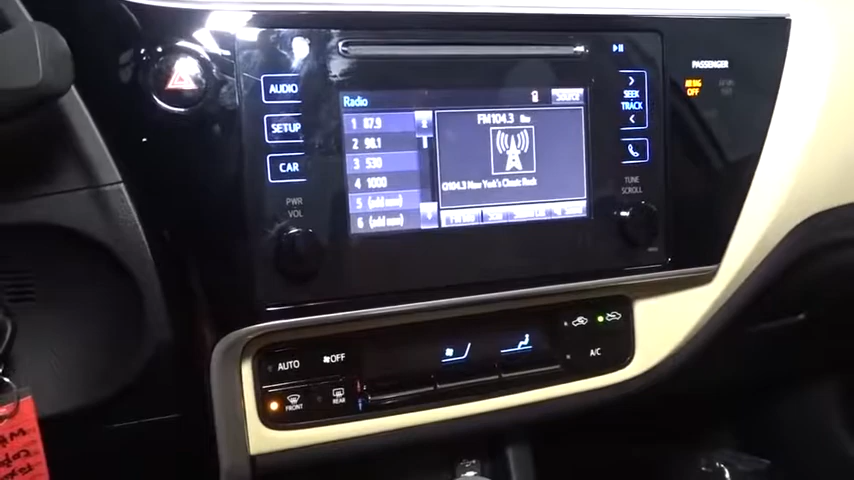 AUDIO
SETUP
CAR
PWR
VOL
Radio
Source
1 87.9
2 98.1
3 530
4 1000
5 (add new)
6 (add new)
FM104.3
Q104.3 New York's Classic Rock
SEEK
TRACK
TUNE
SCROLL
PASSENGER
AIR BAG
OFF
AUTO
OFF
FRONT
REAR
A/C